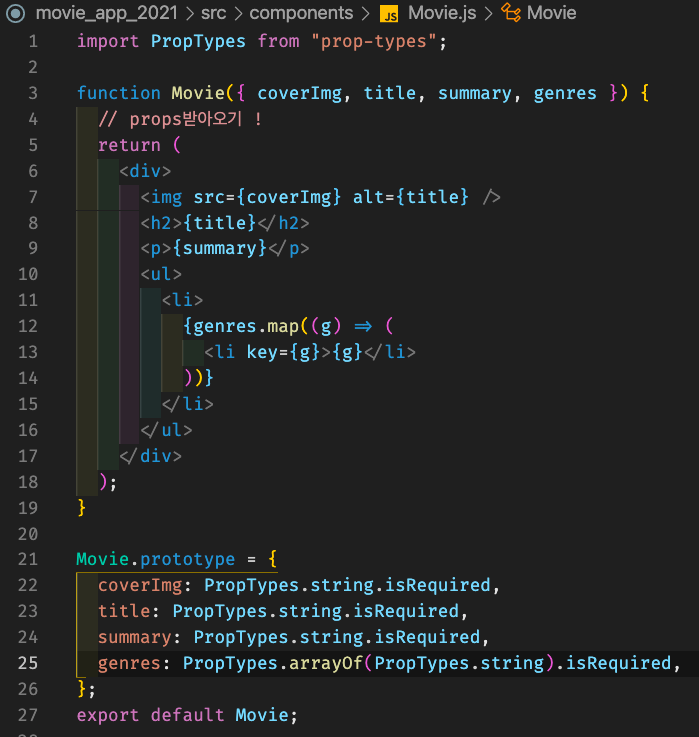 movie_app_2021 > src > components > JS Movie.js > Movie
1 import PropTypes from "prop-types";
2
3 function Movie({ coverImg, title, summary, genres }) {
4 // props받아오기 !
5 return (
6 <div>
7 <img src={coverImg} alt={title} />
8 <h2>{title}</h2>
9 <p>{summary}</p>
10 <ul>
11 <li>
12 {genres.map((g) => (
13 <li key={g}>{g}</li>
14 ))}
15 </li>
16 </ul>
17 </div>
18 );
19 }
20
21 Movie.prototype = {
22 coverImg: PropTypes.string.isRequired,
23 title: PropTypes.string.isRequired,
24 summary: PropTypes.string.isRequired,
25 genres: PropTypes.arrayOf(PropTypes.string).isRequired,
26 };
27 export default Movie;